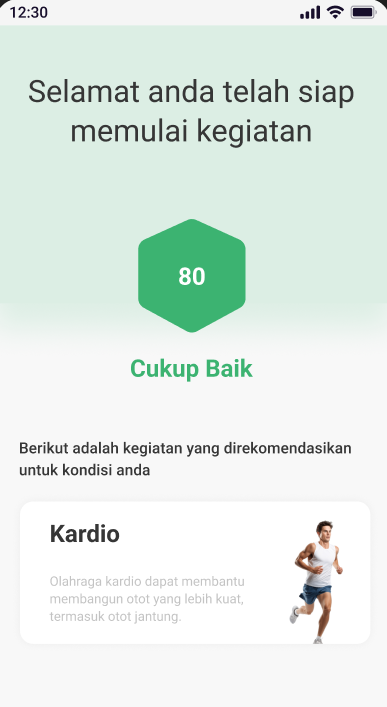 12:30
Selamat anda telah siap
memulai kegiatan
80
Cukup Baik
Berikut adalah kegiatan yang direkomendasikan
untuk kondisi anda
Kardio
Olahraga kardio dapat membantu
membangun otot yang lebih kuat,
termasuk otot jantung.